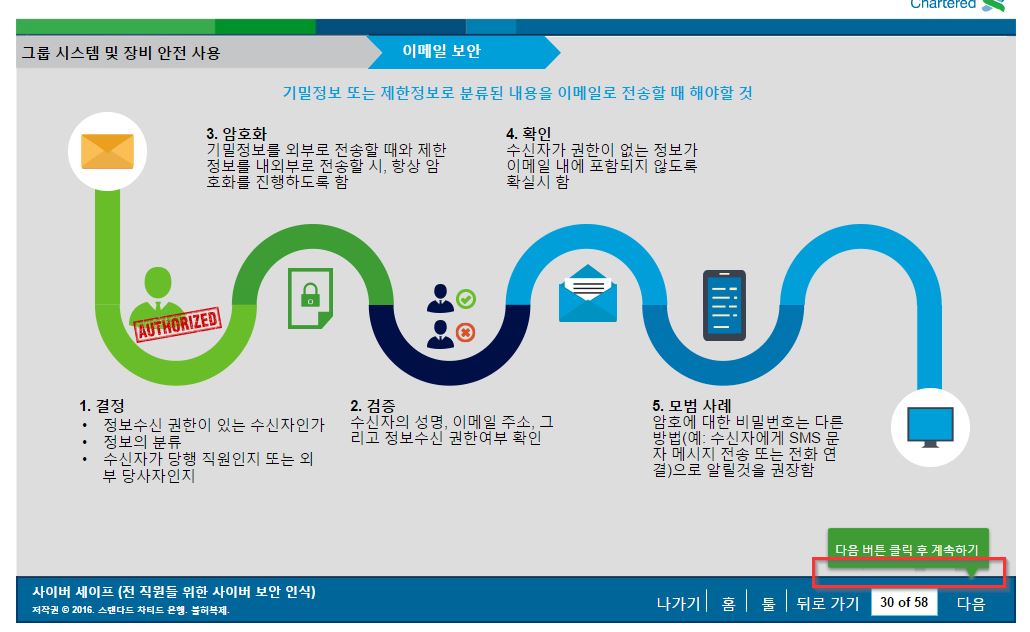 Chartered
그룹 시스템 및 장비 안전 사용
이메일 보안
기밀정보 또는 제한정보로 분류된 내용을 이메일로 전송할 때 해야할 것
3. 암호화
기밀정보를 외부로 전송할 때와 제한
정보를 내외부로 전송할 시, 항상 암
호화를 진행하도록 함
4. 확인
수신자가 권한이 없는 정보가
이메일 내에 포함되지 않도록
확실시 함
AUTHORIZED
1. 결정
• 정보수신 권한이 있는 수신자인가
• 정보의 분류
• 수신자가 당행 직원인지 또는 외
부 당사자인지
2. 검증
수신자의 성명, 이메일 주소, 그
리고 정보수신 권한여부 확인
5. 모범 사례
암호에 대한 비밀번호는 다른
방법(예: 수신자에게 SMS 문
자 메시지 전송 또는 전화 연
결)으로 알릴것을 권장함
다음 버튼 클릭 후 계속하기
사이버 세이프 (전 직원들 위한 사이버 보안 인식)
저작권 © 2016. 스탠다드 차티드 은행. 불허복제.
나가기 홈 툴 뒤로 가기 30 of 58 다음